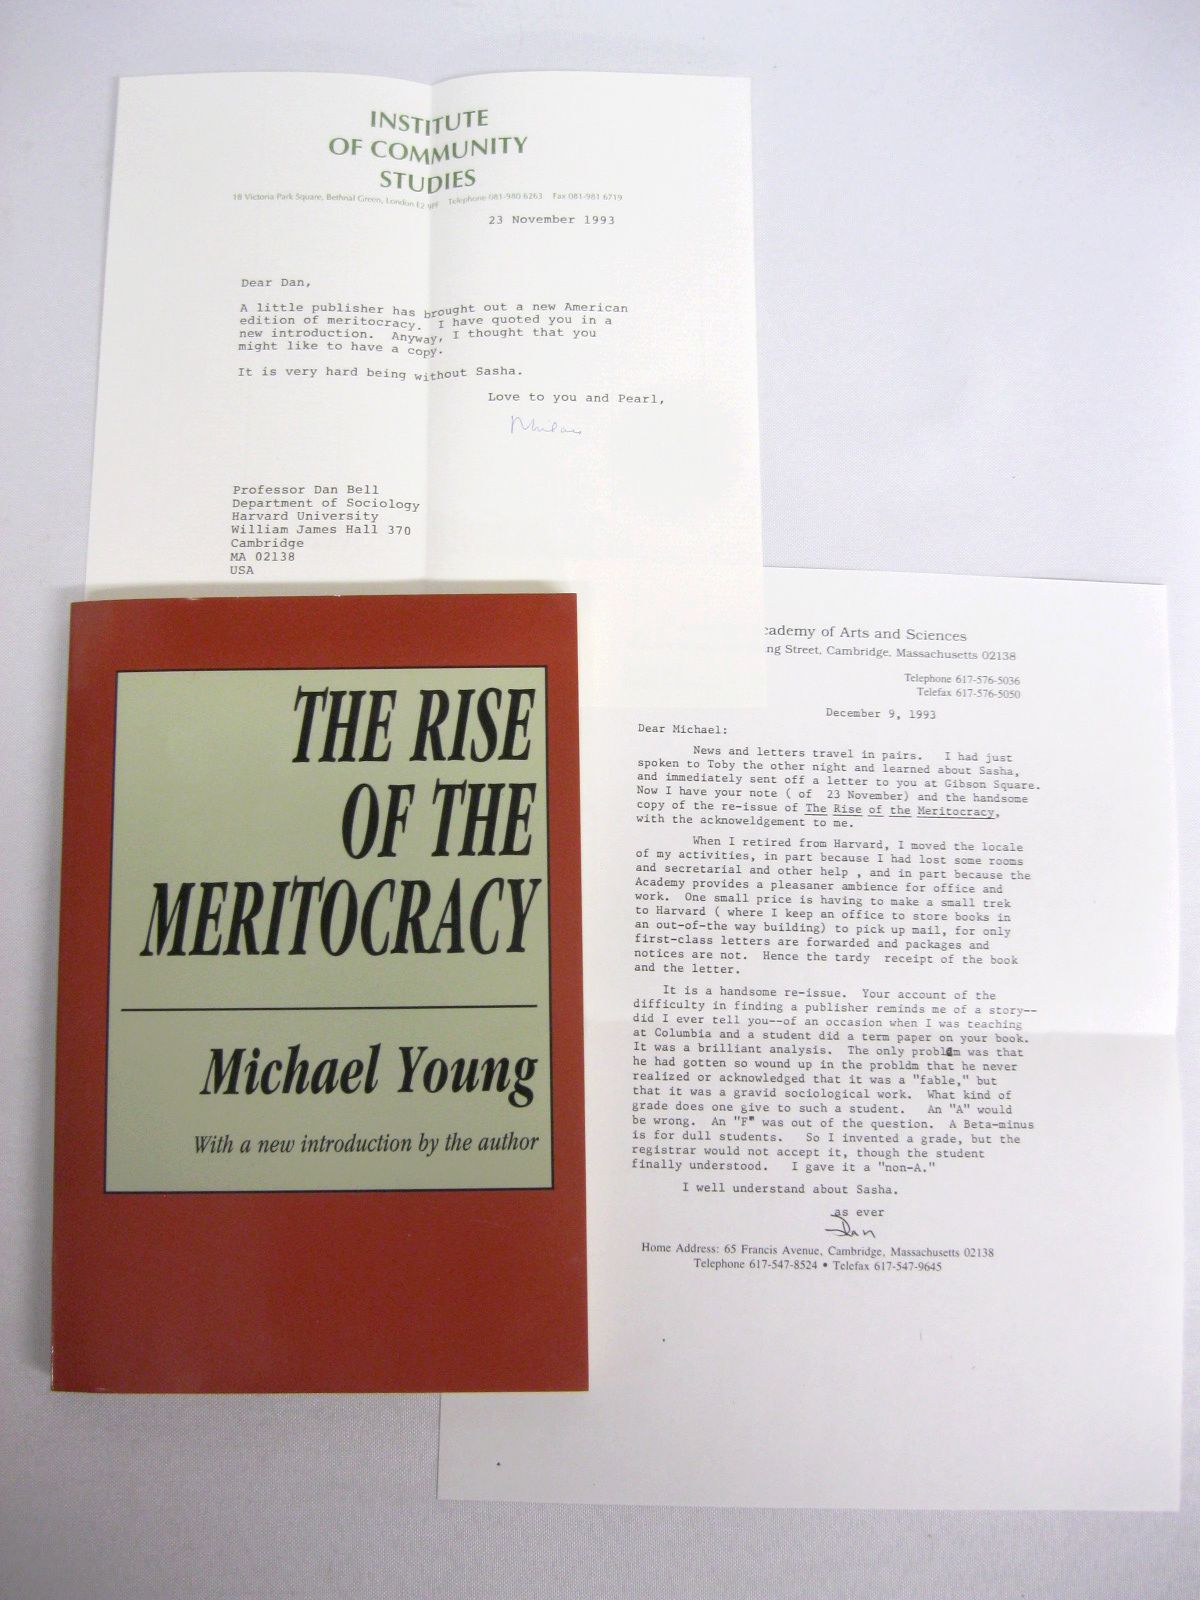 INSTITUTE
OF COMMUNITY
STUDIES
18 Victoria Park Square, Bethnal Green, London E2 9PF Telephone 081-980 6263 Fax 081-981 6719
23 November 1993
Dear Dan,
A little publisher has brought out a new American
edition of meritocracy. I have quoted you in a
new introduction. Anyway, I thought that you
might like to have a copy.
It is very hard being without Sasha.
Love to you and Pearl,
Professor Dan Bell
Department of Sociology
Harvard University
William James Hall 370
Cambridge
MA 02138
USA
THE RISE
OF THE
MERITOCRACY
Michael Young
With a new introduction by the author
cademy of Arts and Sciences
ng Street, Cambridge, Massachusetts 02138
Telephone 617-576-5036
Telefax 617-576-5050
December 9, 1993
Dear Michael:
News and letters travel in pairs. I had just
spoken to Toby the other night and learned about Sasha,
and immediately sent off a letter to you at Gibson Square.
Now I have your note ( of 23 November) and the handsome
copy of the re-issue of The Rise of the Meritocracy,
with the acknoweldgement to me.
When I retired from Harvard, I moved the locale
of my activities, in part because I had lost some rooms
and secretarial and other help , and in part because the
Academy provides a pleasaner ambience for office and
work. One small price is having to make a small trek
to Harvard ( where I keep an office to store books in
an out-of-the way building) to pick up mail, for only
first-class letters are forwarded and packages and
notices are not. Hence the tardy receipt of the book
and the letter.
It is a handsome re-issue. Your account of the
difficulty in finding a publisher reminds me of a story--
did I ever tell you--of an occasion when I was teaching
at Columbia and a student did a term paper on your book.
It was a brilliant analysis. The only problem was that
he had gotten so wound up in the probldm that he never
realized or acknowledged that it was a "fable," but
that it was a gravid sociological work. What kind of
grade does one give to such a student. An "A" would
be wrong. An "F" was out of the question. A Beta-minus
is for dull students. So I invented a grade, but the
registrar would not accept it, though the student
finally understood. I gave it a "non-A."
I well understand about Sasha.
as ever
Dan
Home Address: 65 Francis Avenue, Cambridge, Massachusetts 02138
Telephone 617-547-8524 • Telefax 617-547-9645